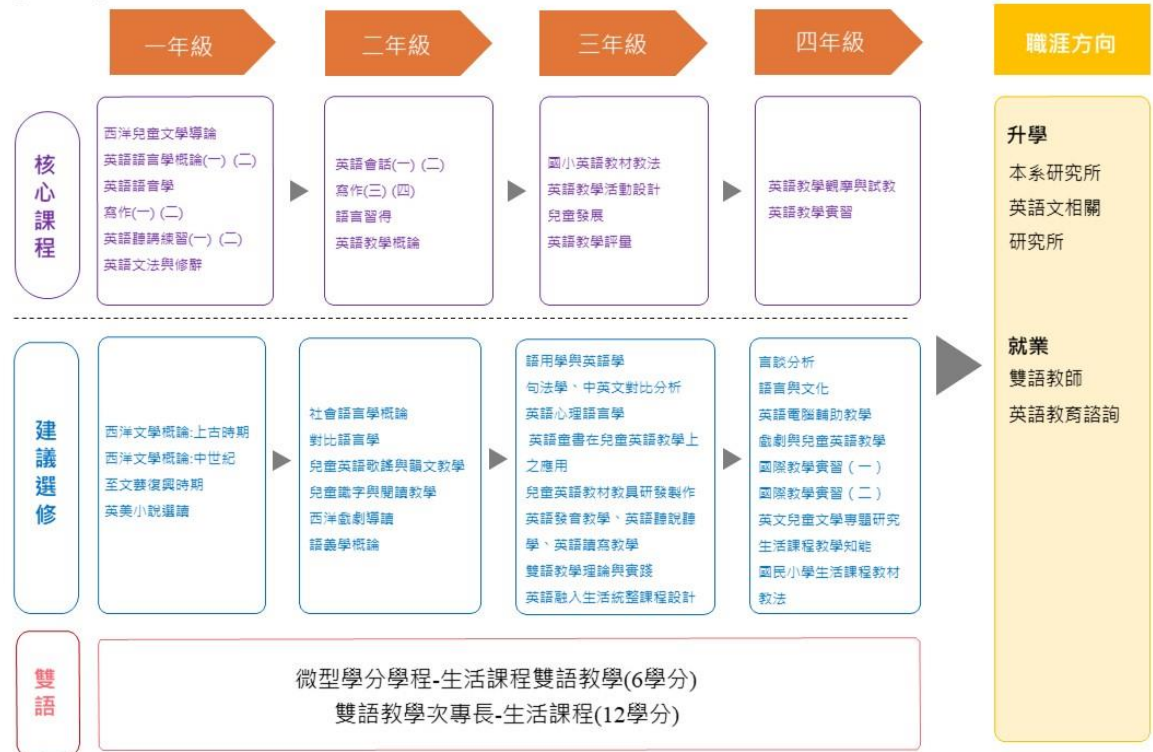 一年級
二年級
三年級
四年級
職涯方向
核心課程
西洋兒童文學導論
英語語言學概論(一) (二)
英語語音學
寫作(一) (二)
英語聽講練習(一) (二)
英語文法與修辭
英語會話(一) (二)
寫作(三) (四)
語言習得
英語教學概論
國小英語教材教法
英語教學活動設計
兒童發展
英語教學評量
英語教學觀摩與試教
英語教學實習
建議選修
西洋文學概論:上古時期
西洋文學概論:中世紀
至文藝復興時期
英美小說選讀
社會語言學概論
對比語言學
兒童英語歌謠與韻文教學
兒童識字與閱讀教學
西洋戲劇導讀
語義學概論
語用學與英語學
句法學、中英文對比分析
英語心理語言學
英語童書在兒童英語教學上
之應用
兒童英語教材教具研發製作
英語發音教學、英語聽說聽
學、英語讀寫教學
雙語教學理論與實踐
英語融入生活統整課程設計
言談分析
語言與文化
英語電腦輔助教學
戲劇與兒童英語教學
國際教學實習（一）
國際教學實習（二）
英文兒童文學專題研究
生活課程教學知能
國民小學生活課程教材
教法
升學
本系研究所
英語文相關
研究所
就業
雙語教師
英語教育諮詢
雙語
微型學分學程-生活課程雙語教學(6學分)
雙語教學次專長-生活課程(12學分)